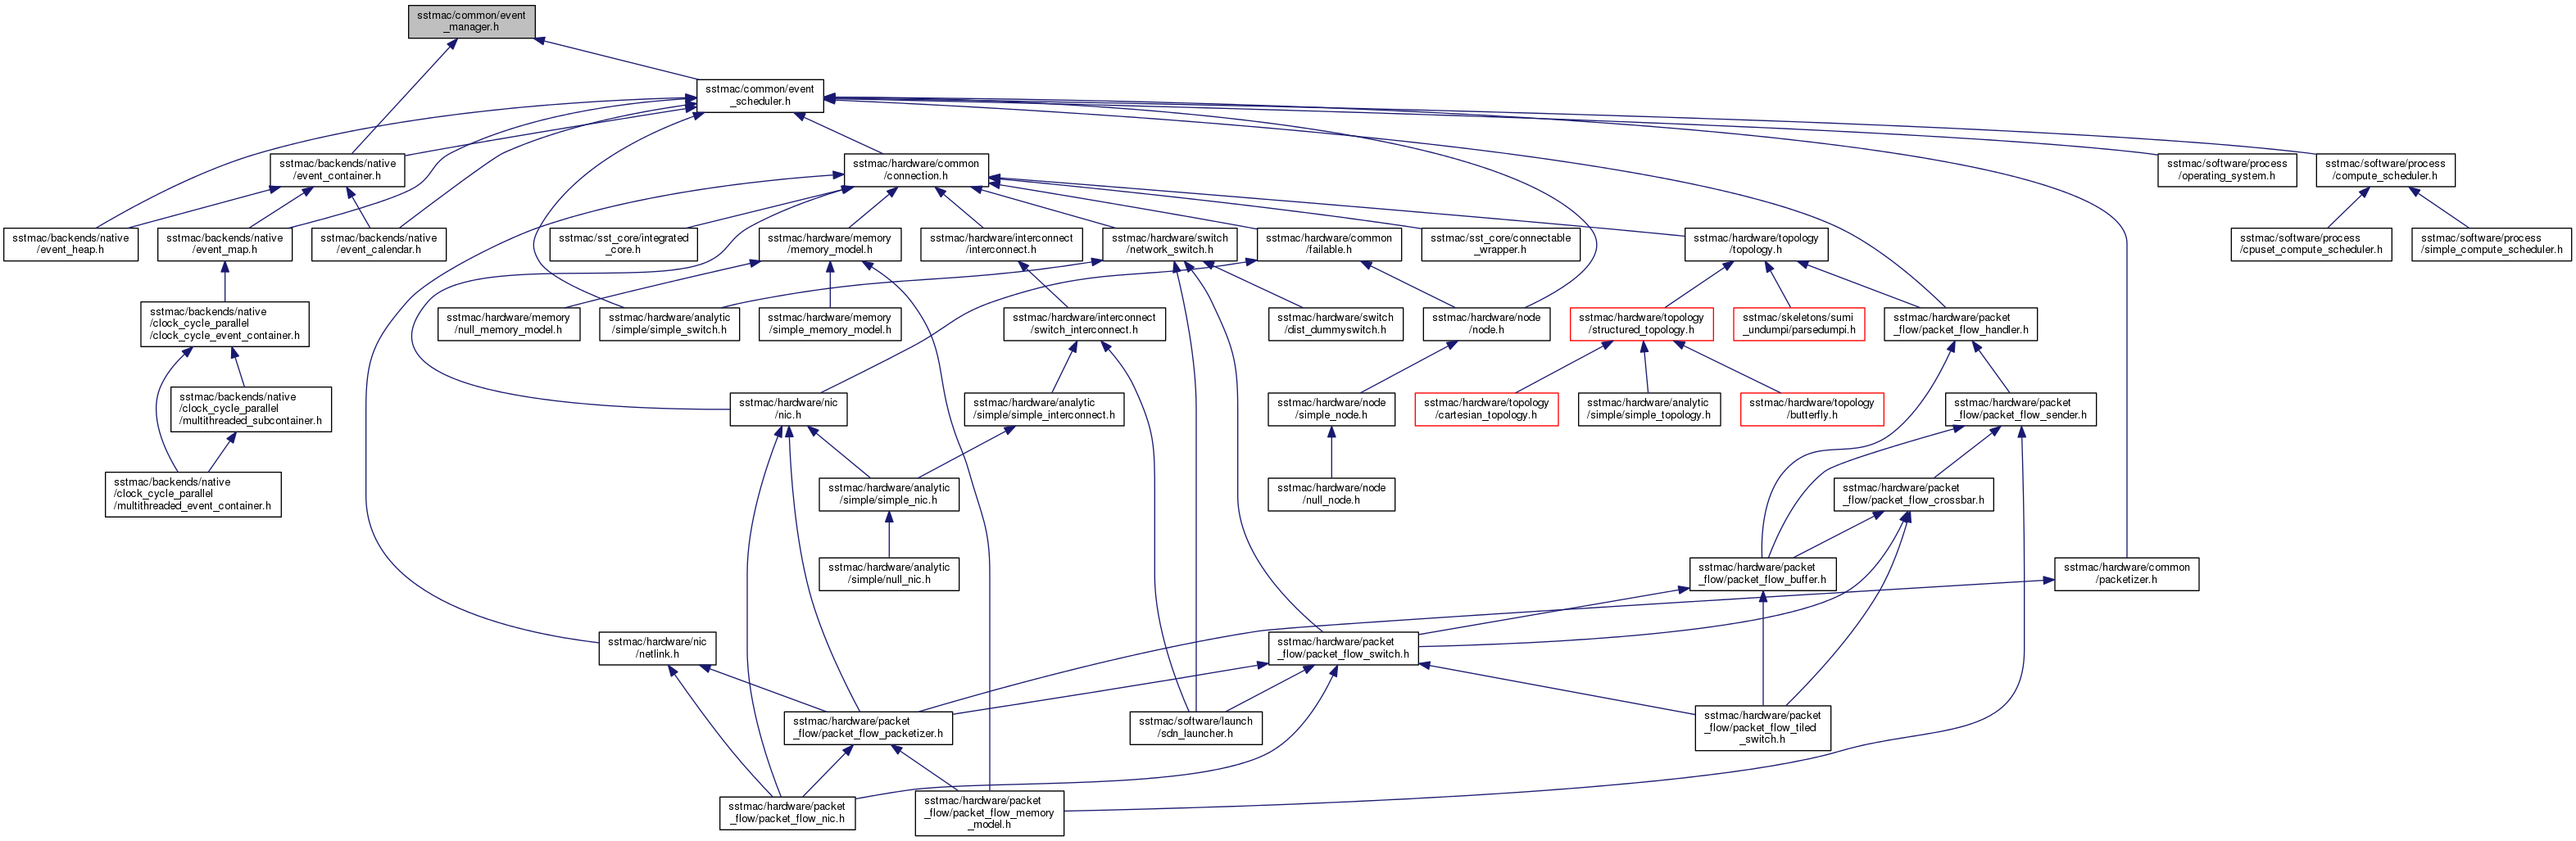 sstmac/common/event
_manager.h
sstmac/common/event
_scheduler.h
sstmac/backends/native
/event_container.h
sstmac/hardware/common
/connection.h
sstmac/software/process
/operating_system.h
sstmac/software/process
/compute_scheduler.h
sstmac/backends/native
/event_heap.h
sstmac/backends/native
/event_map.h
sstmac/backends/native
/event_calendar.h
sstmac/sst_core/integrated
_core.h
sstmac/hardware/memory
/memory_model.h
sstmac/hardware/interconnect
/interconnect.h
sstmac/hardware/switch
/network_switch.h
sstmac/hardware/common
/failable.h
sstmac/sst_core/connectable
_wrapper.h
sstmac/hardware/topology
/topology.h
sstmac/software/process
/cpuset_compute_scheduler.h
sstmac/software/process
/simple_compute_scheduler.h
sstmac/backends/native
/clock_cycle_parallel
/clock_cycle_event_container.h
sstmac/hardware/memory
/null_memory_model.h
sstmac/hardware/analytic
/simple/simple_switch.h
sstmac/hardware/memory
/simple_memory_model.h
sstmac/hardware/interconnect
/switch_interconnect.h
sstmac/hardware/switch
/dist_dummyswitch.h
sstmac/hardware/node
/node.h
sstmac/hardware/topology
/structured_topology.h
sstmac/skeletons/sumi
_undumpi/parsedumpi.h
sstmac/hardware/packet
_flow/packet_flow_handler.h
sstmac/backends/native
/clock_cycle_parallel
/multithreaded_subcontainer.h
sstmac/hardware/nic
/nic.h
sstmac/hardware/analytic
/simple/simple_interconnect.h
sstmac/hardware/node
/simple_node.h
sstmac/hardware/topology
/cartesian_topology.h
sstmac/hardware/analytic
/simple/simple_topology.h
sstmac/hardware/topology
/butterfly.h
sstmac/hardware/packet
_flow/packet_flow_sender.h
sstmac/backends/native
/clock_cycle_parallel
/multithreaded_event_container.h
sstmac/hardware/analytic
/simple/simple_nic.h
sstmac/hardware/node
/null_node.h
sstmac/hardware/packet
_flow/packet_flow_crossbar.h
sstmac/hardware/analytic
/simple/null_nic.h
sstmac/hardware/packet
_flow/packet_flow_buffer.h
sstmac/hardware/common
/packetizer.h
sstmac/hardware/nic
/netlink.h
sstmac/hardware/packet
_flow/packet_flow_switch.h
sstmac/hardware/packet
_flow/packet_flow_packetizer.h
sstmac/software/launch
/sdn_launcher.h
sstmac/hardware/packet
_flow/packet_flow_tiled
_switch.h
sstmac/hardware/packet
_flow/packet_flow_nic.h
sstmac/hardware/packet
_flow/packet_flow_memory
_model.h